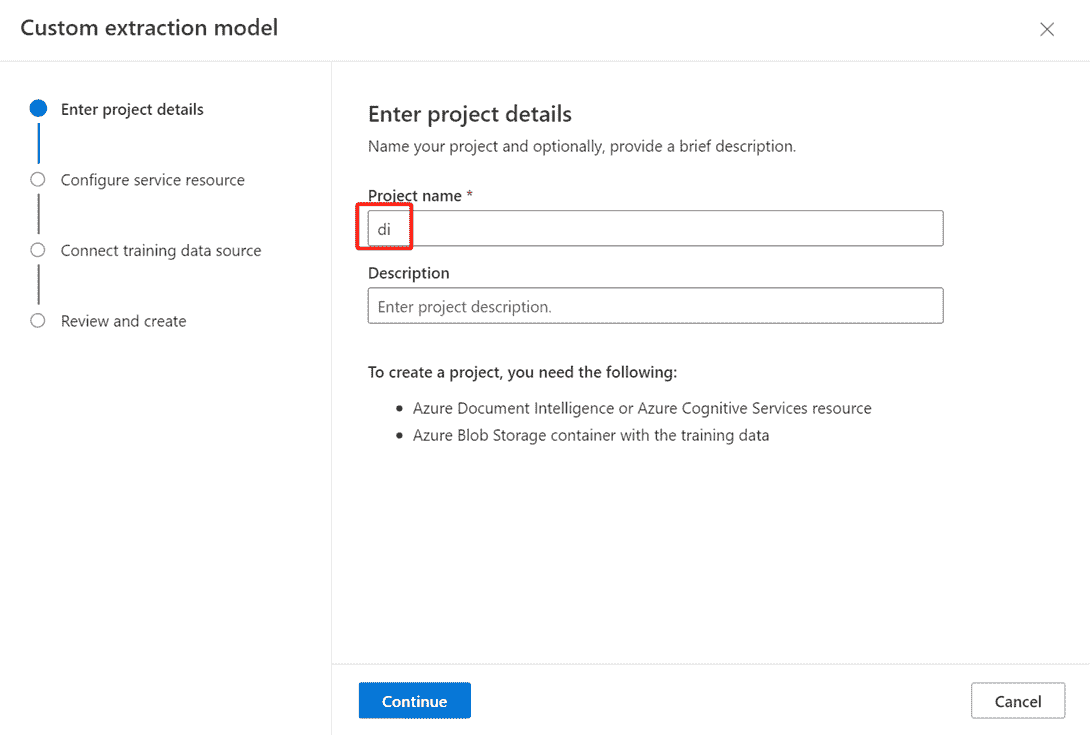 Custom extraction model
Enter project details
Configure service resource
Connect training data source
Review and create
Enter project details
Name your project and optionally, provide a brief description.
Project name *
di
Description
Enter project description.
To create a project, you need the following:
• Azure Document Intelligence or Azure Cognitive Services resource
• Azure Blob Storage container with the training data
Continue
Cancel